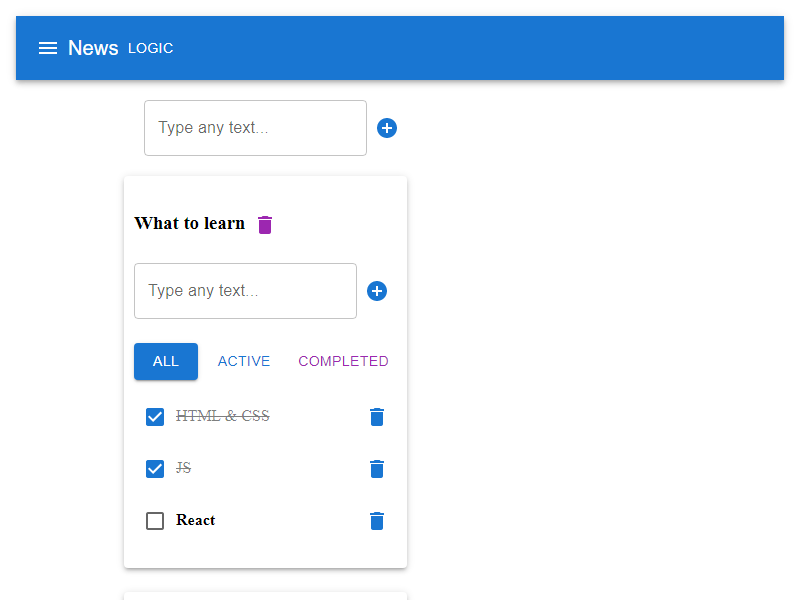 News LOGIC
Type any text...
What to learn
Type any text...
ALL ACTIVE COMPLETED
HTML & CSS
JS
React